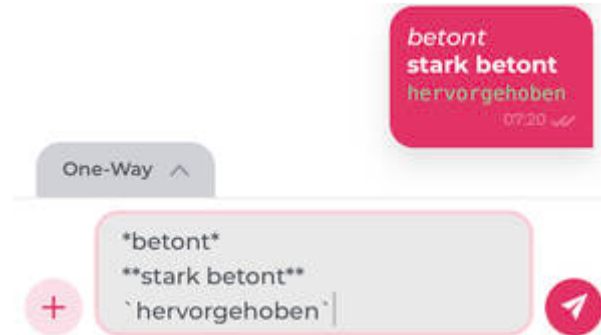 betont
stark betont
hervorgehoben
07:20
One-Way
*betont*
**stark betont**
`hervorgehoben`